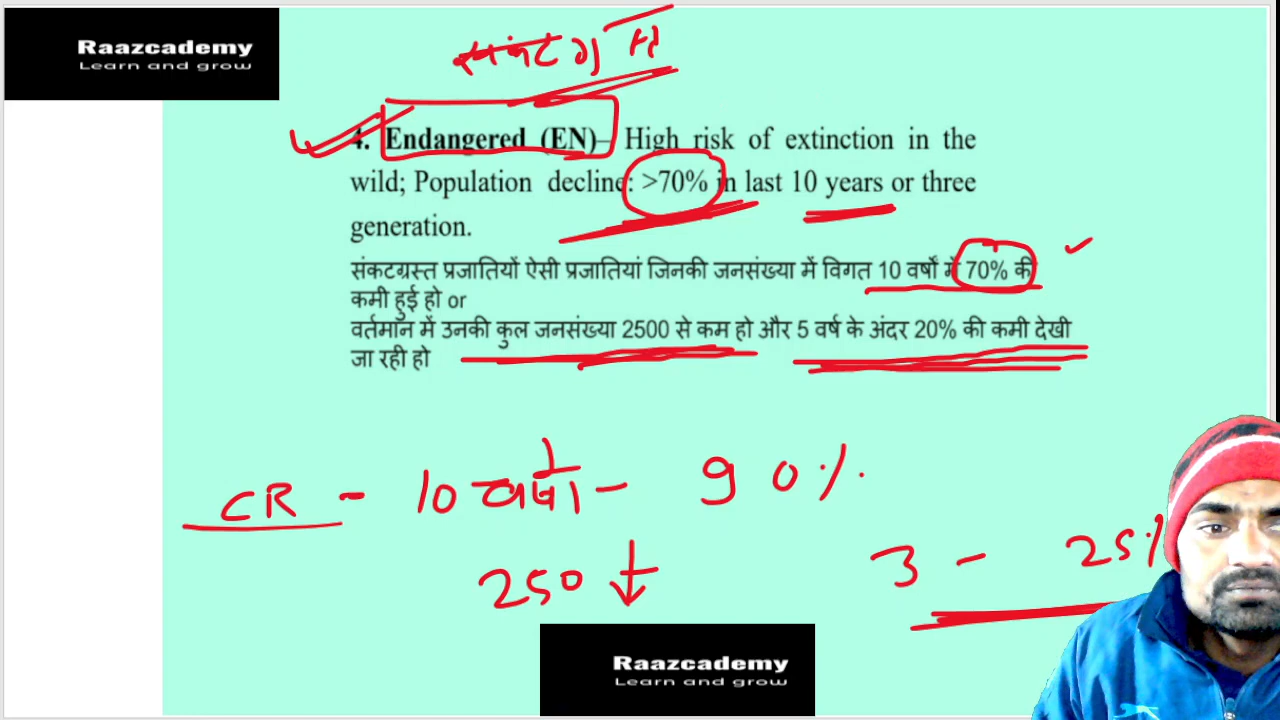 Raazcademy
Learn and grow
संकटग्रस्त
4. Endangered (EN)– High risk of extinction in the
wild; Population decline: >70% in last 10 years or three
generation.
संकटग्रस्त प्रजातियों ऐसी प्रजातियां जिनकी जनसंख्या में विगत 10 वर्षों में 70% की
कमी हुई हो or
वर्तमान में उनकी कुल जनसंख्या 2500 से कम हो और 5 वर्ष के अंदर 20% की कमी देखी
जा रही हो
CR - 10 वर्षो - 90%
250 ↓
3 - 25%
Raazcademy
Learn and grow